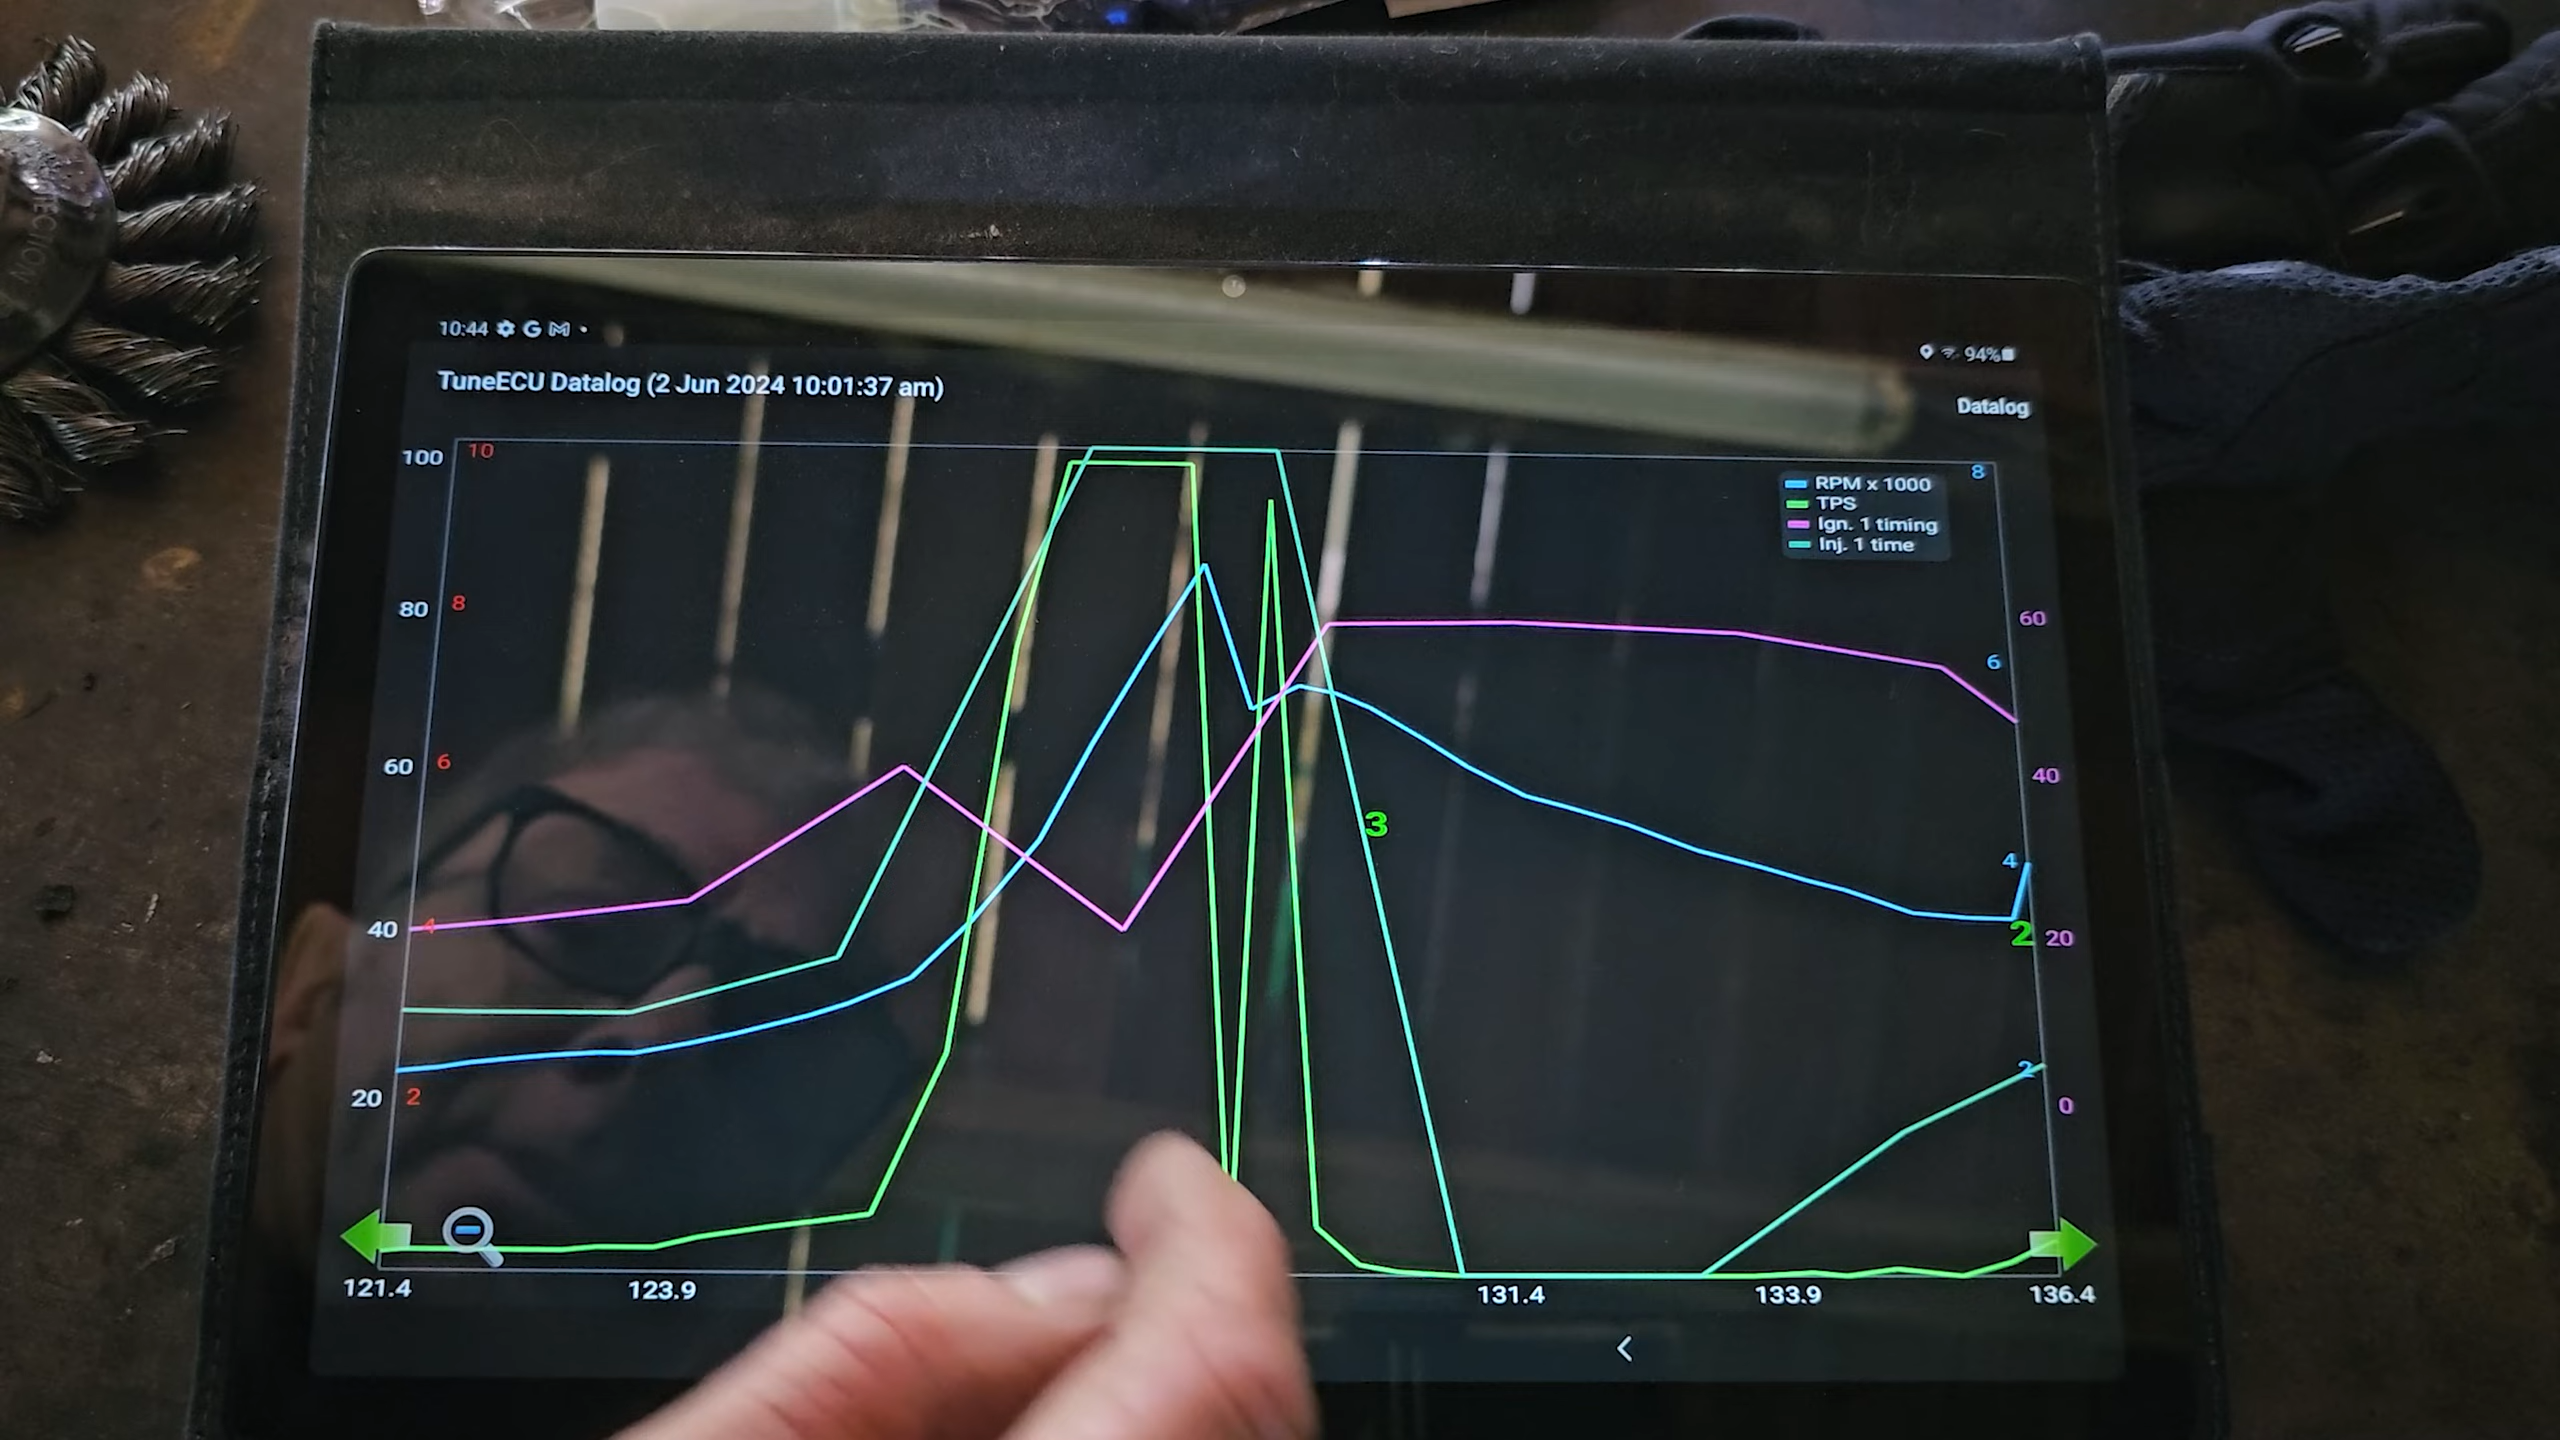 ECTION
10:44 G M
94%
TuneECU Datalog (2 Jun 2024 10:01:37 am)
Datalog
100 10 8
RPM x 1000
TPS
Ign. 1 timing
Inj. 1 time
80 8 60
6
60 6 40
3
4
40 4 2 20
2
20 2 0
121.4 123.9 131.4 133.9 136.4